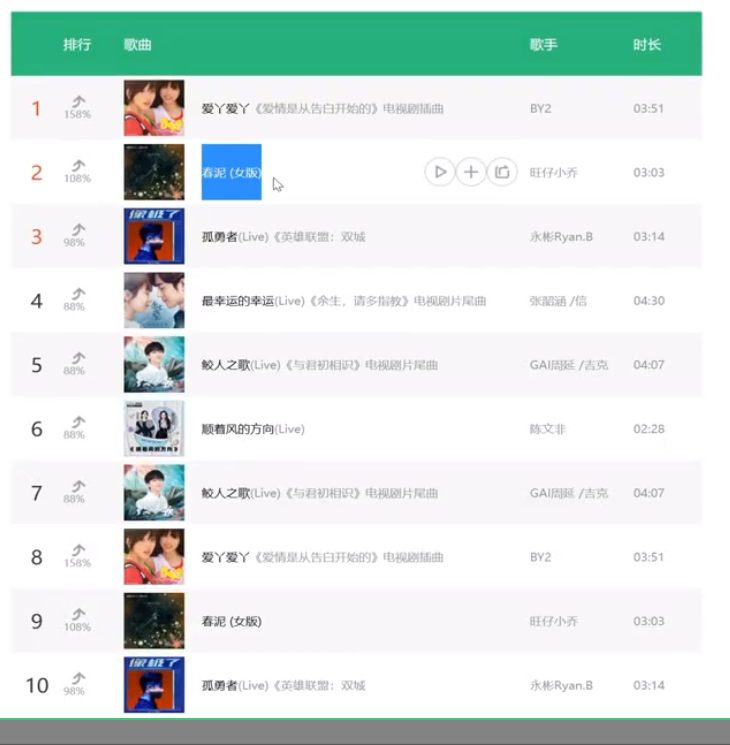 排行 歌曲 歌手 时长
1 158% 爱丫爱丫《爱情是从告白开始的》电视剧插曲 BY2 03:51
2 108% 春泥 (女版) 旺仔小乔 03:03
3 98% 孤勇者(Live)《英雄联盟：双城 永彬Ryan.B 03:14
4 88% 最幸运的幸运(Live)《余生，请多指教》电视剧片尾曲 张韶涵 /信 04:30
5 88% 鲛人之歌(Live)《与君初相识》电视剧片尾曲 GAI周延 /吉克 04:07
6 88% 顺着风的方向(Live) 陈文非 02:28
7 88% 鲛人之歌(Live)《与君初相识》电视剧片尾曲 GAI周延 /吉克 04:07
8 158% 爱丫爱丫《爱情是从告白开始的》电视剧插曲 BY2 03:51
9 108% 春泥 (女版) 旺仔小乔 03:03
10 98% 孤勇者(Live)《英雄联盟：双城 永彬Ryan.B 03:14